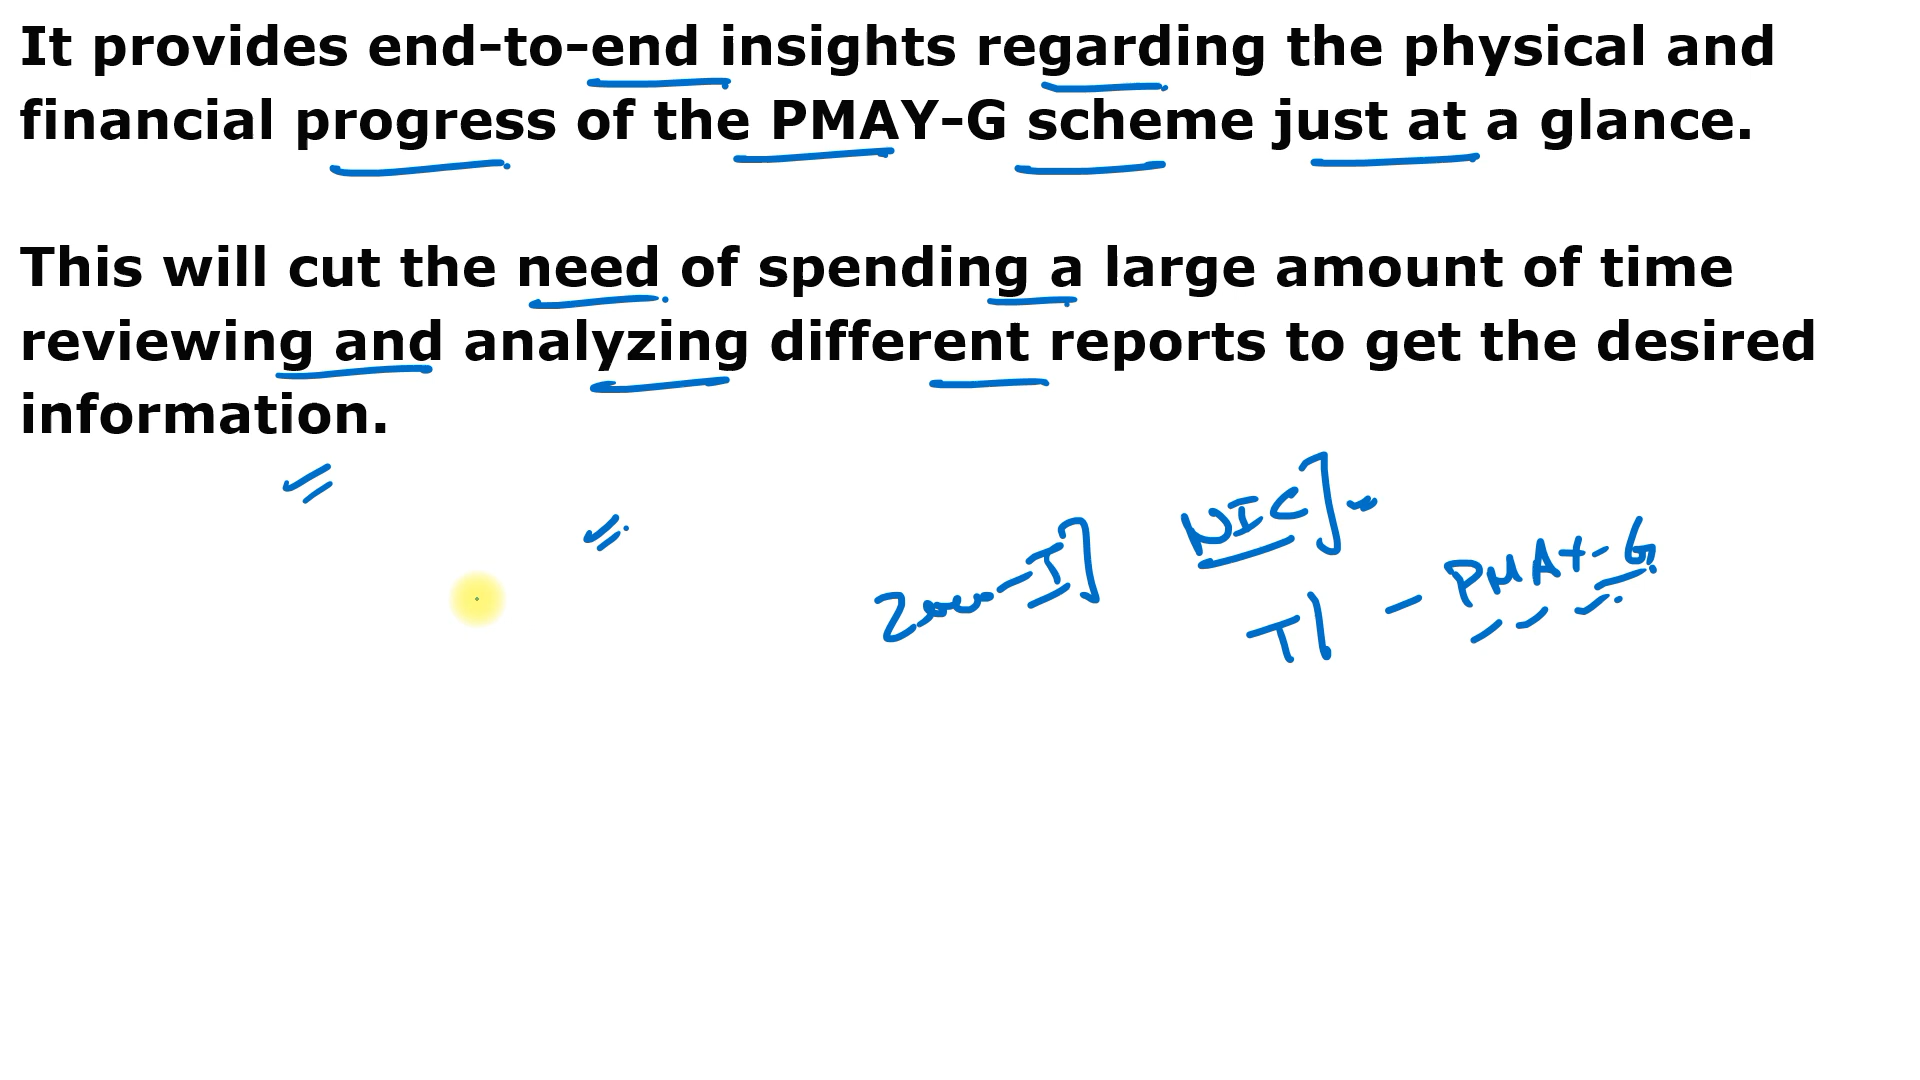 It provides end-to-end insights regarding the physical and
financial progress of the PMAY-G scheme just at a glance.
This will cut the need of spending a large amount of time
reviewing and analyzing different reports to get the desired
information.
NIC]
PMAY-G